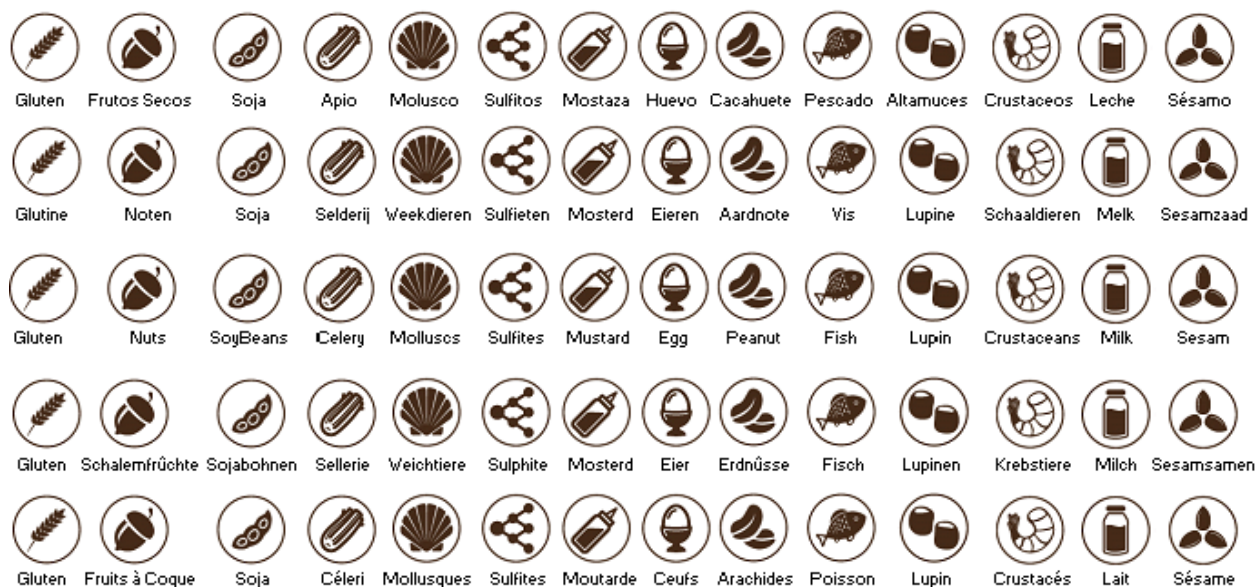 Gluten Frutos Secos Soja Apio Molusco Sulfitos Mostaza Huevo Cacahuete Pescado Altamuces Crustaceos Leche Sésamo
Glutine Noten Soja Selderij Weekdieren Sulfieten Mosterd Eieren Aardnote Vis Lupine Schaaldieren Melk Sesamzaad
Gluten Nuts SoyBeans Celery Molluscs Sulfites Mustard Egg Peanut Fish Lupin Crustaceans Milk Sesam
Gluten Schalernfrûchte Sojabohnen Sellerie Weichtiere Sulphite Mosterd Eier Erdnûsse Fisch Lupinen Krebstiere Milch Sesamsamen
Gluten Fruits à Coque Soja Céleri Mollusques Sulfites Moutarde Ceufs Arachides Poisson Lupin Crustacés Lait Sésame